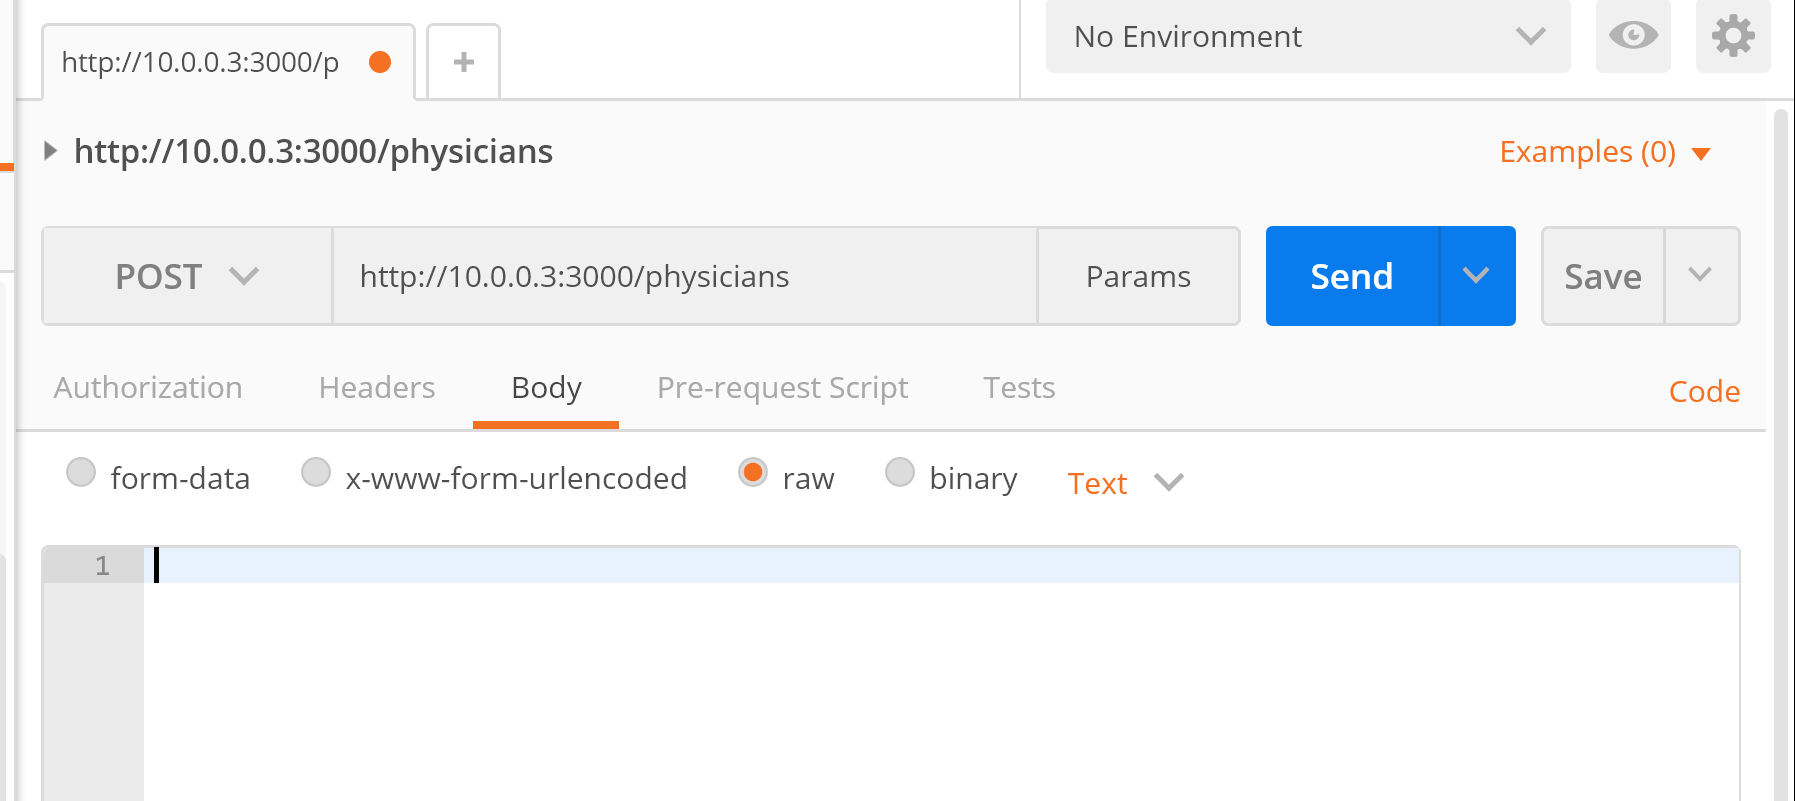 http://10.0.0.3:3000/p
No Environment
http://10.0.0.3:3000/physicians
Examples (0)
POST
http://10.0.0.3:3000/physicians
Params
Send
Save
Authorization
Headers
Body
Pre-request Script
Tests
Code
form-data
x-www-form-urlencoded
raw
binary
Text
1